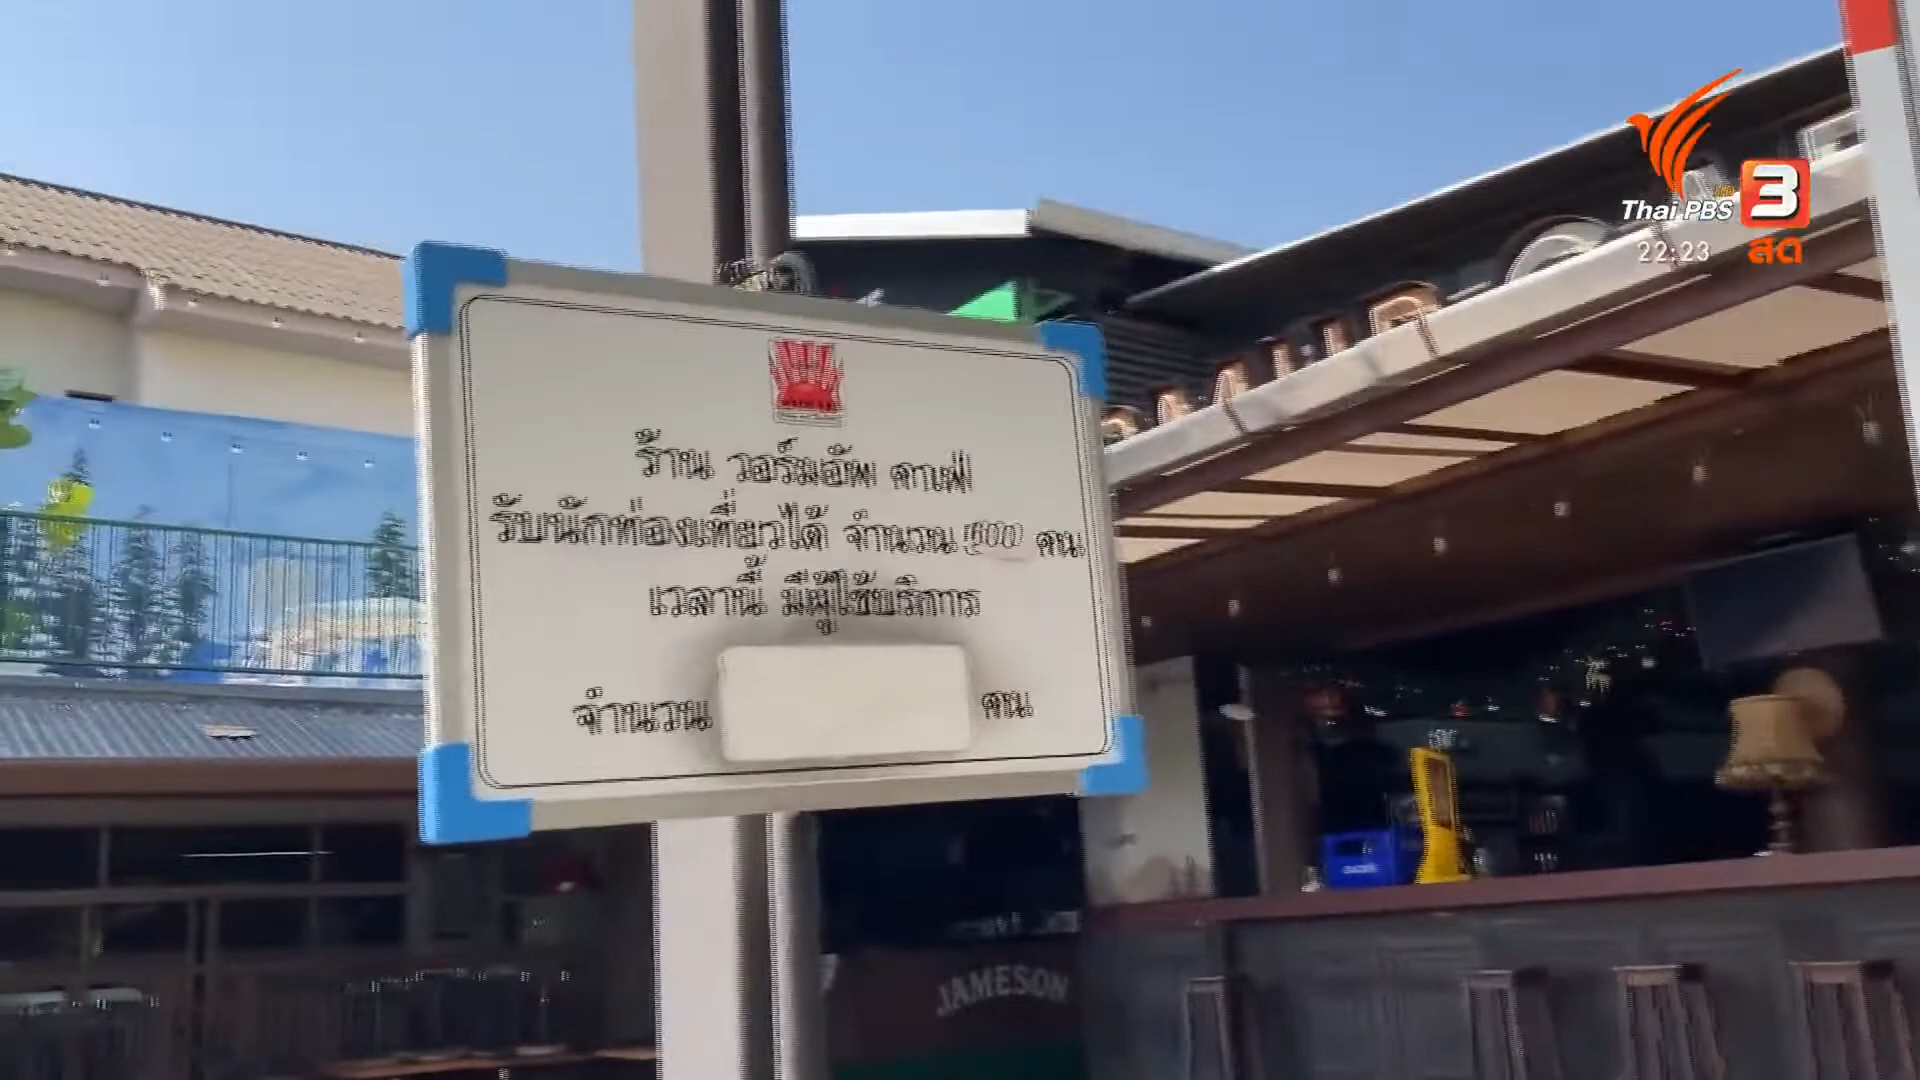 Thai PBS 3
22:23 สด
ร้าน วอร์มอัพ คาเฟ่
รับนักท่องเที่ยวได้ จำนวน คน
เวลานี้ มีผู้ใช้บริการ
จำนวน คน
JAMESON